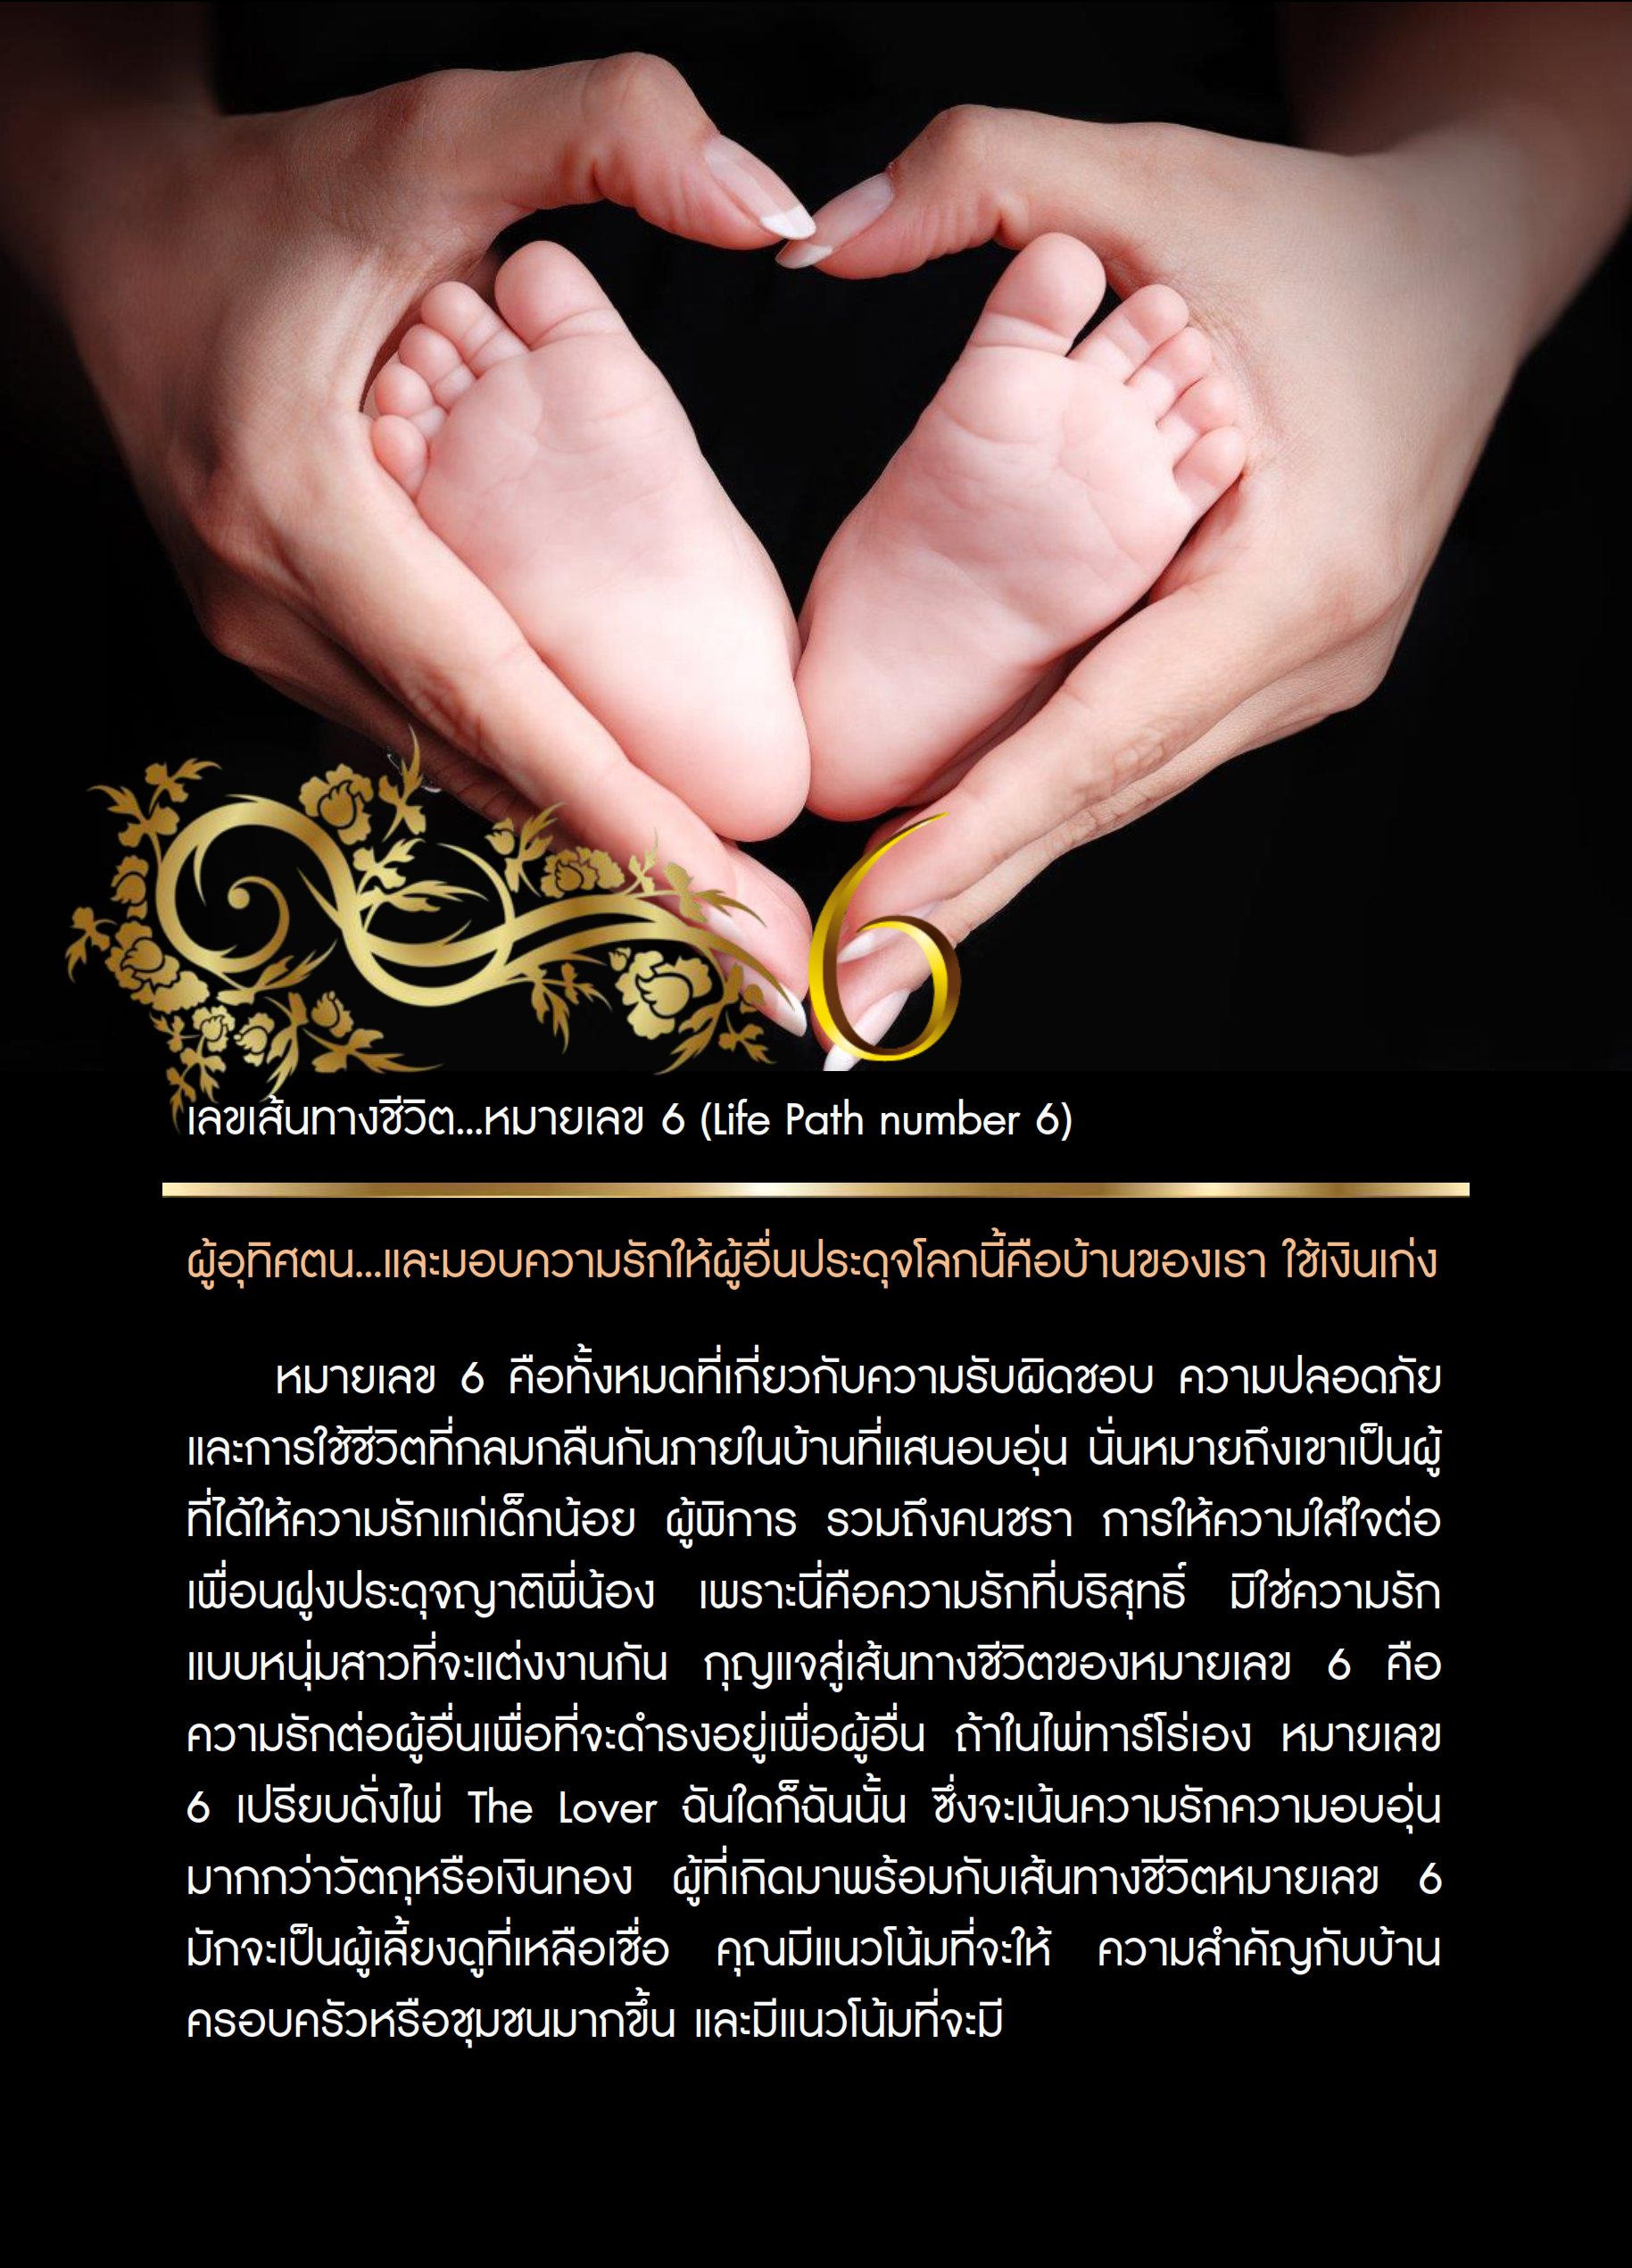 6
เลขเส้นทางชีวิต...หมายเลข 6 (Life Path number 6)
ผู้อุทิศตน...และมอบความรักให้ผู้อื่นประดุจโลกนี้คือบ้านของเรา ใช้เงินเก่ง
หมายเลข 6 คือทั้งหมดที่เกี่ยวกับความรับผิดชอบ ความปลอดภัย
และการใช้ชีวิตที่กลมกลืนกันภายในบ้านที่แสนอบอุ่น นั่นหมายถึงเขาเป็นผู้
ที่ได้ให้ความรักแก่เด็กน้อย ผู้พิการ รวมถึงคนชรา การให้ความใส่ใจต่อ
เพื่อนฝูงประดุจญาติพี่น้อง เพราะนี่คือความรักที่บริสุทธิ์ มิใช่ความรัก
แบบหนุ่มสาวที่จะแต่งงานกัน กุญแจสู่เส้นทางชีวิตของหมายเลข 6 คือ
ความรักต่อผู้อื่นเพื่อที่จะดำรงอยู่เพื่อผู้อื่น ถ้าในไพ่ทาร์โร่เอง หมายเลข
6 เปรียบดั่งไพ่ The Lover ฉันใดก็ฉันนั้น ซึ่งจะเน้นความรักความอบอุ่น
มากกว่าวัตถุหรือเงินทอง ผู้ที่เกิดมาพร้อมกับเส้นทางชีวิตหมายเลข 6
มักจะเป็นผู้เลี้ยงดูที่เหลือเชื่อ คุณมีแนวโน้มที่จะให้ ความสำคัญกับบ้าน
ครอบครัวหรือชุมชนมากขึ้น และมีแนวโน้มที่จะมี